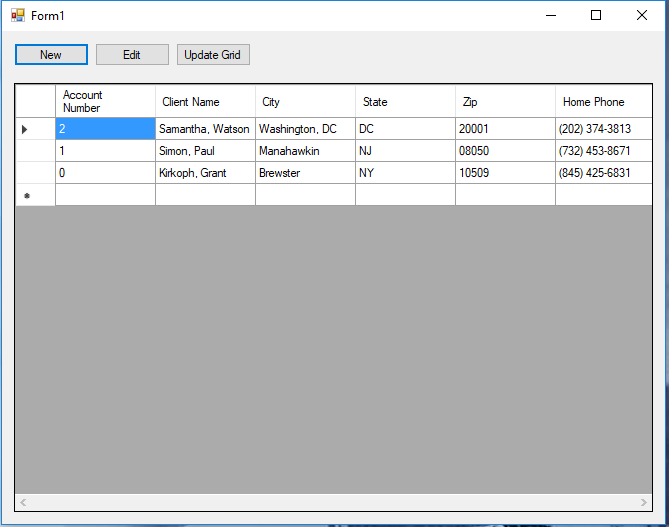 Form1
New Edit Update Grid
Account Number Client Name City State Zip Home Phone
2 Samantha, Watson Washington, DC DC 20001 (202) 374-3813
1 Simon, Paul Manahawkin NJ 08050 (732) 453-8671
0 Kirkoph, Grant Brewster NY 10509 (845) 425-6831